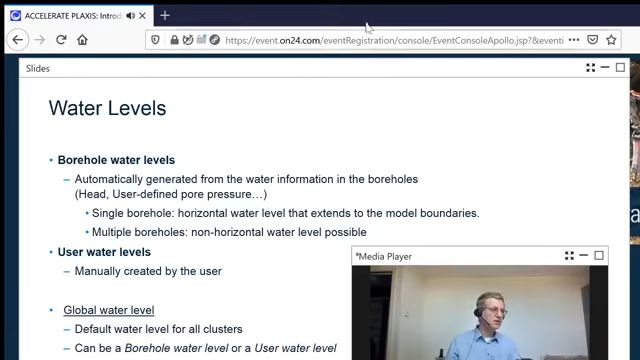 ACCELERATE PLAXIS: Introd
https://event.on24.com/eventRegistration/console/EventConsoleApollo.jsp?&eventi
Slides
Water Levels
• Borehole water levels
– Automatically generated from the water information in the boreholes
(Head, User-defined pore pressure…)
• Single borehole: horizontal water level that extends to the model boundaries.
• Multiple boreholes: non-horizontal water level possible
• User water levels
– Manually created by the user
*Media Player
• Global water level
– Default water level for all clusters
– Can be a Borehole water level or a User water level